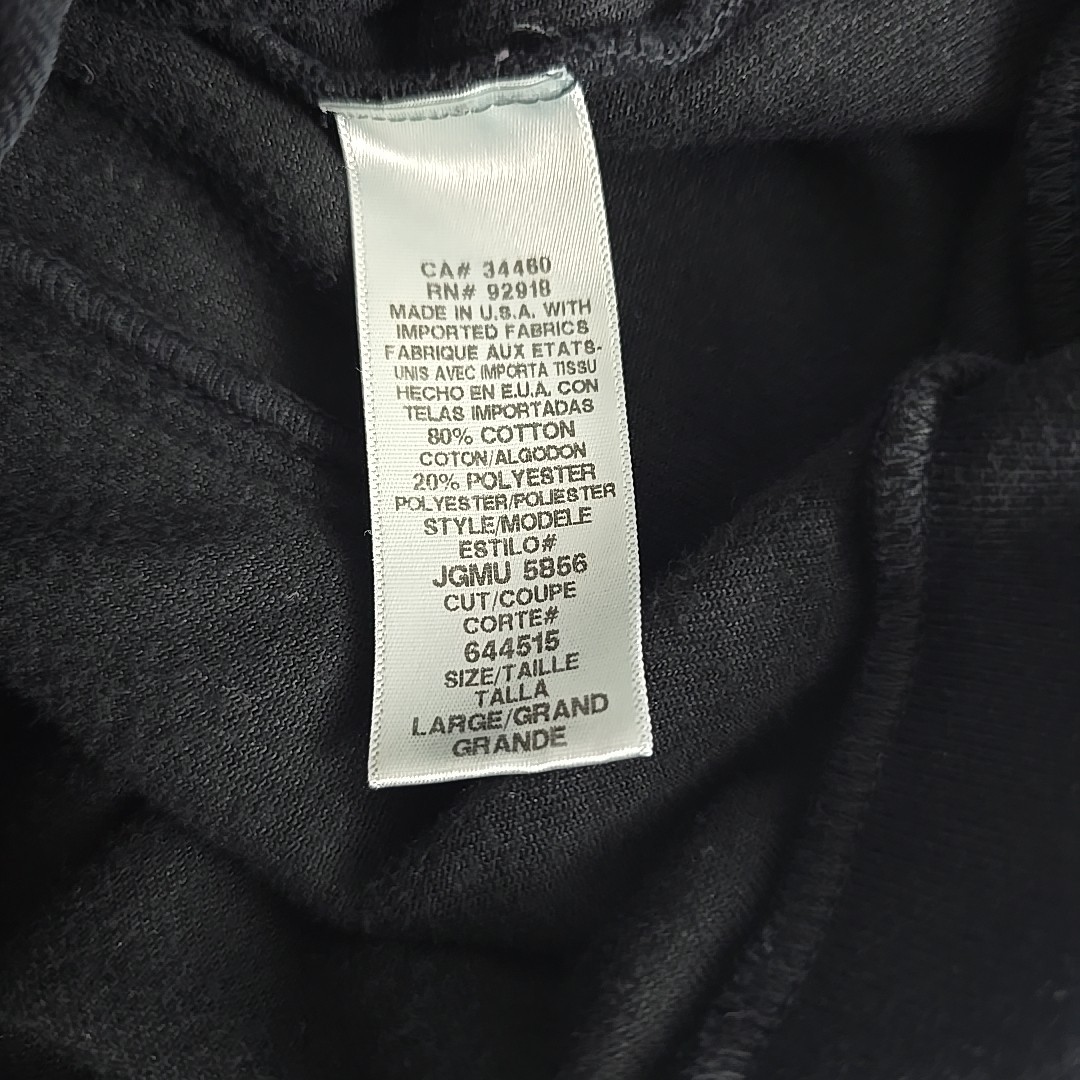 CA# 34460
RN# 92918
MADE IN U.S.A. WITH
IMPORTED FABRICS
FABRIQUE AUX ETATS-
UNIS AVEC IMPORTA TISSU
HECHO EN E.U.A. CON
TELAS IMPORTADAS
80% COTTON
COTON/ALGODON
20% POLYESTER
POLYESTER/POLIESTER
STYLE/MODELE
ESTILO#
JGMU 5856
CUT/COUPE
CORTE#
644515
SIZE/TAILLE
TALLA
LARGE/GRAND
GRANDE